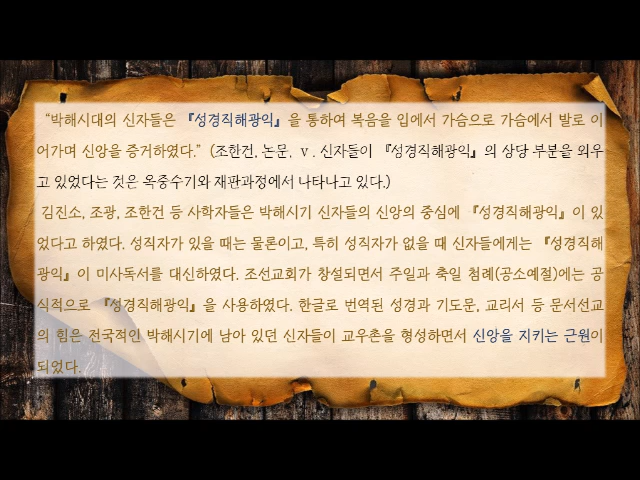 “박해시대의 신자들은 『성경직해광익』을 통하여 복음을 입에서 가슴으로 가슴에서 발로 이
어가며 신앙을 증거하였다.” (조한건, 논문. Ⅴ. 신자들이 『성경직해광익』의 상당 부분을 외우
고 있었다는 것은 옥중수기와 재판과정에서 나타나고 있다.)
김진소, 조광, 조한건 등 사학자들은 박해시기 신자들의 신앙의 중심에 『성경직해광익』이 있
었다고 하였다. 성직자가 있을 때는 물론이고, 특히 성직자가 없을 때 신자들에게는 『성경직해
광익』이 미사독서를 대신하였다. 조선교회가 창설되면서 주일과 축일 첨례(공소예절)에는 공
식적으로 『성경직해광익』을 사용하였다. 한글로 번역된 성경과 기도문, 교리서 등 문서선교
의 힘은 전국적인 박해시기에 남아 있던 신자들이 교우촌을 형성하면서 신앙을 지키는 근원이
되었다.